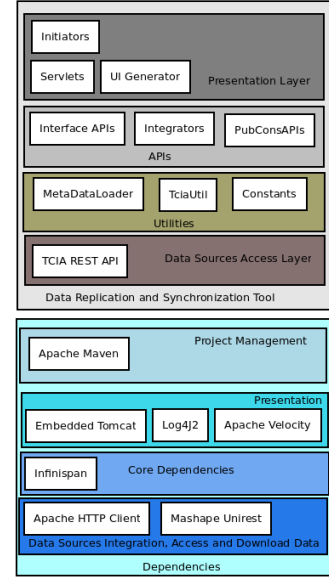 Initiators
Servlets
UI Generator
Presentation Layer
Interface APIs
Integrators
PubConsAPIs
APIs
MetaDataLoader
TciaUtil
Constants
Utilities
TCIA REST API
Data Sources Access Layer
Data Replication and Synchronization Tool
Project Management
Apache Maven
Presentation
Embedded Tomcat
Log4J2
Apache Velocity
Infinispan
Core Dependencies
Apache HTTP Client
Mashape Unirest
Data Sources Integration, Access and Download Data
Dependencies